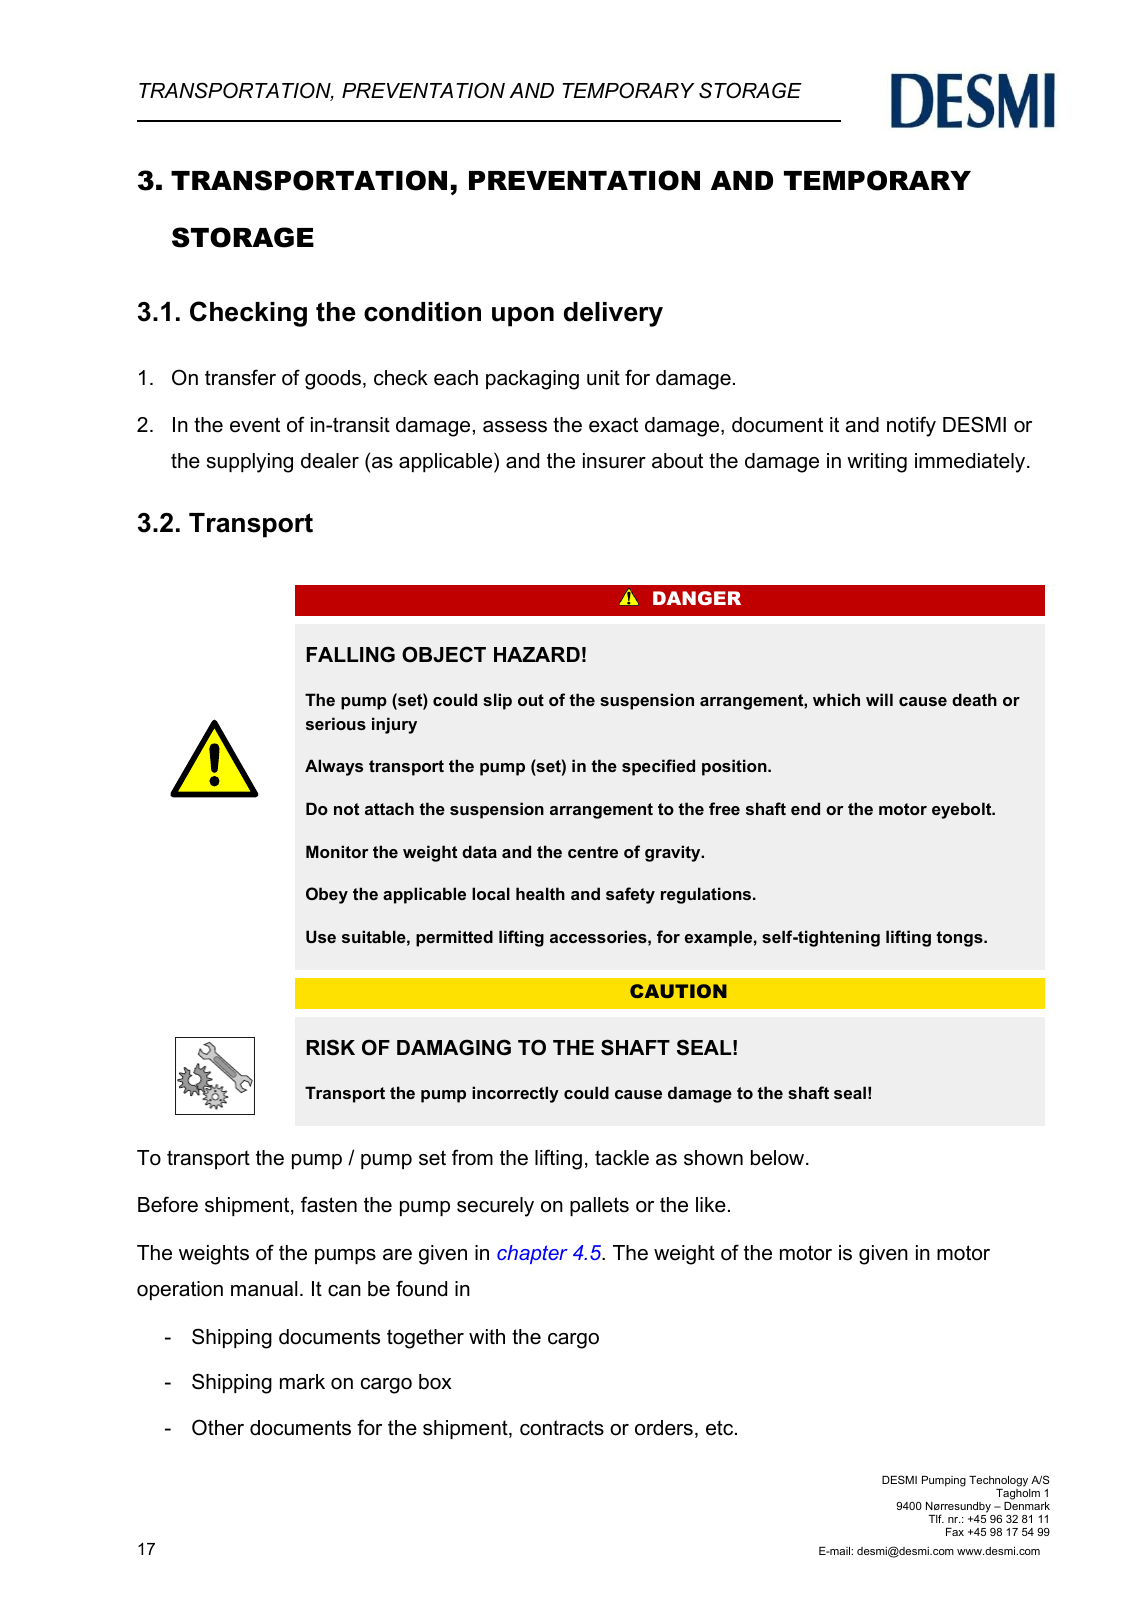 TRANSPORTATION, PREVENTATION AND TEMPORARY STORAGE
DESMI
3. TRANSPORTATION, PREVENTATION AND TEMPORARY
STORAGE
3.1. Checking the condition upon delivery
1. On transfer of goods, check each packaging unit for damage.
2. In the event of in-transit damage, assess the exact damage, document it and notify DESMI or
the supplying dealer (as applicable) and the insurer about the damage in writing immediately.
3.2. Transport
DANGER
FALLING OBJECT HAZARD!
The pump (set) could slip out of the suspension arrangement, which will cause death or
serious injury
Always transport the pump (set) in the specified position.
Do not attach the suspension arrangement to the free shaft end or the motor eyebolt.
Monitor the weight data and the centre of gravity.
Obey the applicable local health and safety regulations.
Use suitable, permitted lifting accessories, for example, self-tightening lifting tongs.
CAUTION
RISK OF DAMAGING TO THE SHAFT SEAL!
Transport the pump incorrectly could cause damage to the shaft seal!
To transport the pump / pump set from the lifting, tackle as shown below.
Before shipment, fasten the pump securely on pallets or the like.
The weights of the pumps are given in chapter 4.5. The weight of the motor is given in motor
operation manual. It can be found in
- Shipping documents together with the cargo
- Shipping mark on cargo box
- Other documents for the shipment, contracts or orders, etc.
DESMI Pumping Technology A/S
Tagholm 1
9400 Nørresundby – Denmark
Tlf. nr.: +45 96 32 81 11
Fax +45 98 17 54 99
17 E-mail: desmi@desmi.com www.desmi.com